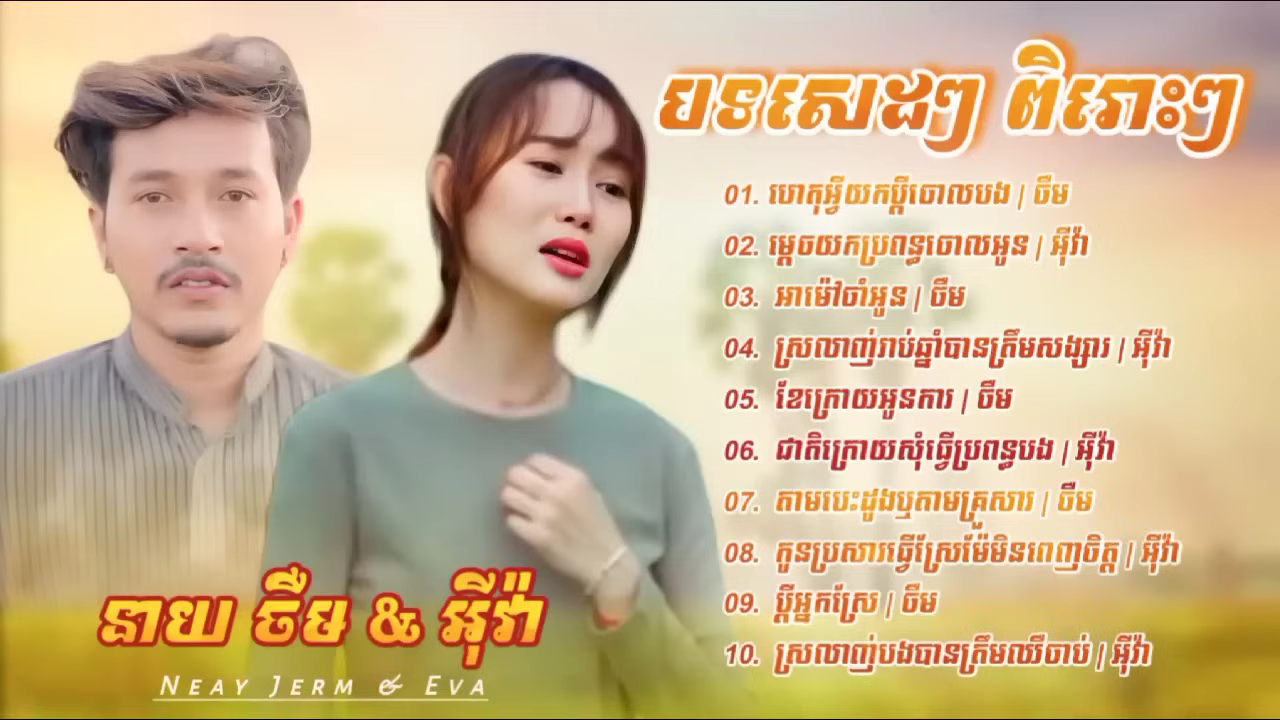 បទសេដៗ ពិរោះៗ
01. ហេតុអ្វីយកប្ដីចោលបង | ចឺម
02. ម្ដេចយកប្រពន្ធចោលអូន | អ៊ីវ៉ា
03. អាម៉ៅចាំអូន | ចឺម
04. ស្រលាញ់រាប់ឆ្នាំបានត្រឹមសង្សារ | អ៊ីវ៉ា
05. ខែក្រោយអូនការ | ចឺម
06. ជាតិក្រោយសុំធ្វើប្រពន្ធបង | អ៊ីវ៉ា
07. តាមបេះដូងឬតាមគ្រួសារ | ចឺម
08. កូនប្រសារធ្វើស្រែម៉ែមិនពេញចិត្ត | អ៊ីវ៉ា
09. ប្ដីអ្នកស្រែ | ចឺម
10. ស្រលាញ់បងបានត្រឹមឈឺចាប់ | អ៊ីវ៉ា
នាយ ចឺម & អ៊ីវ៉ា
NEAY JERM & EVA